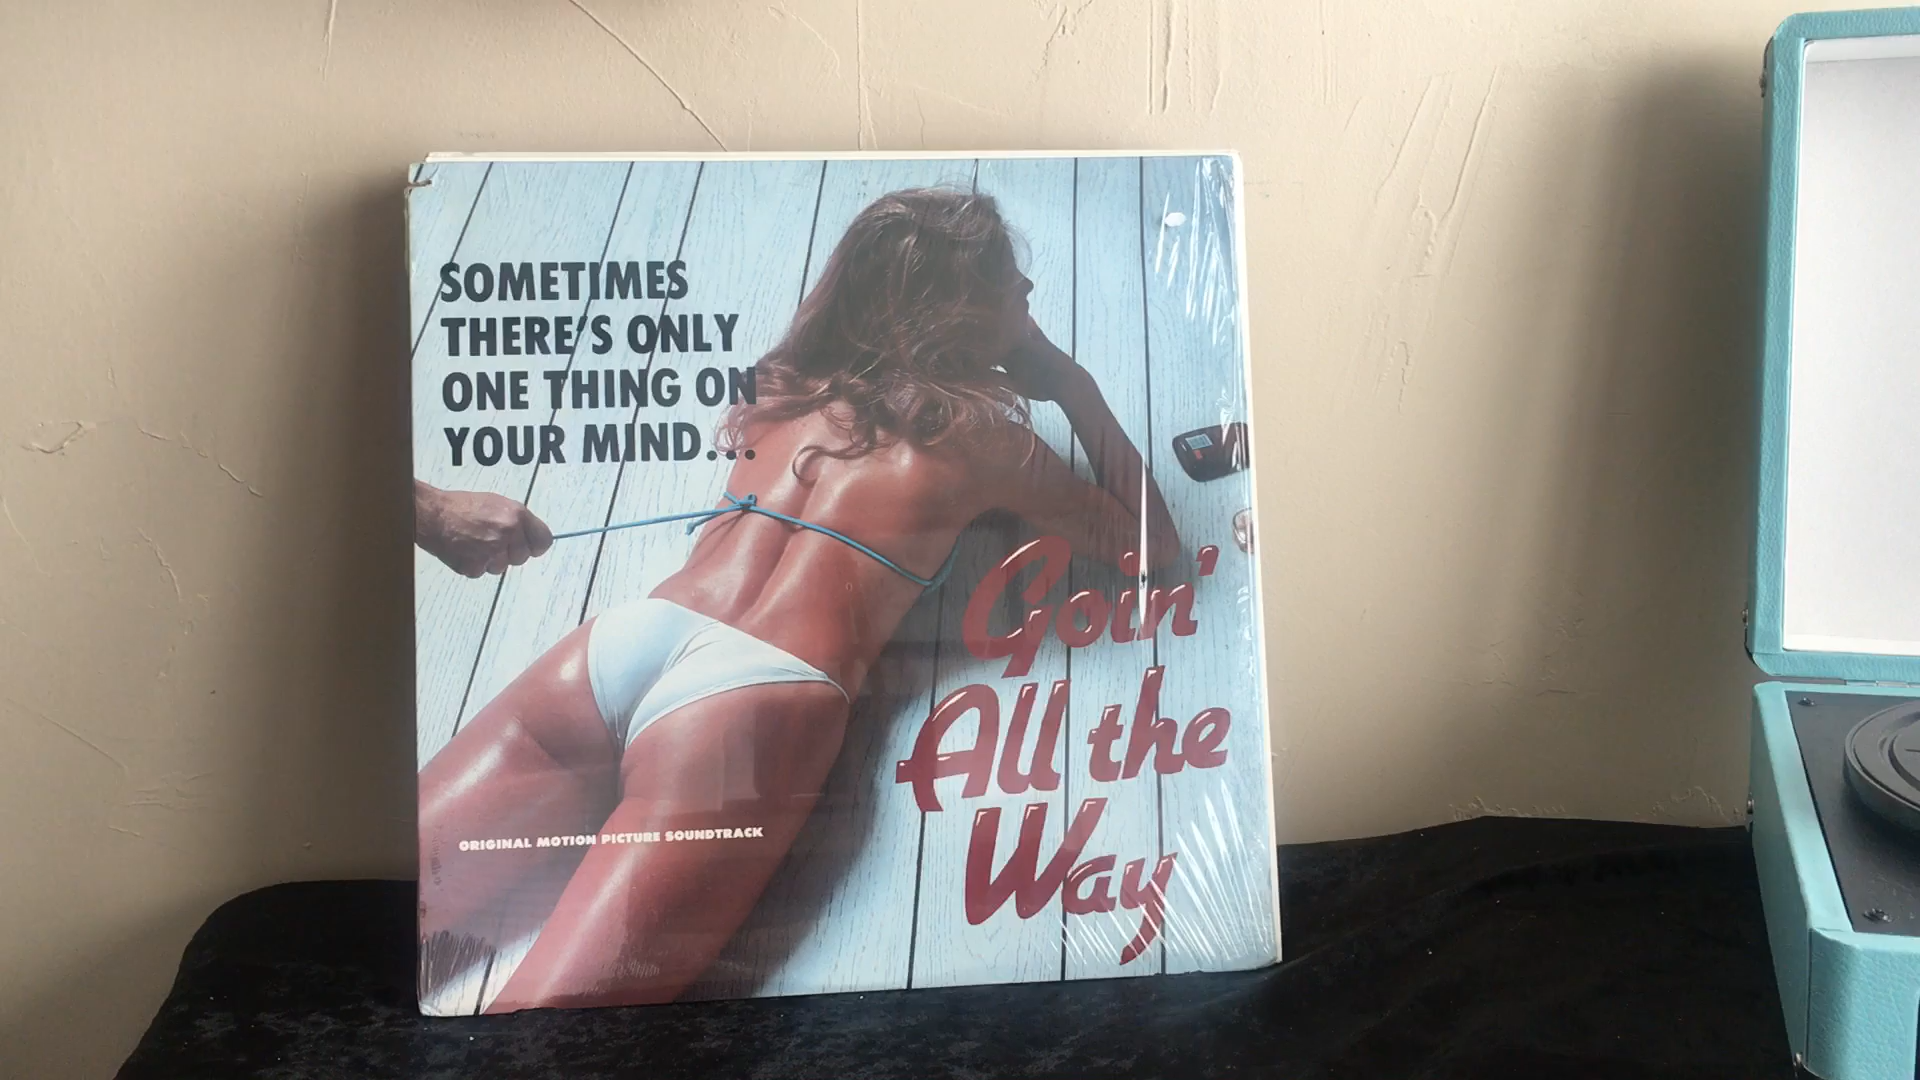 SOMETIMES
THERE'S ONLY
ONE THING ON
YOUR MIND...
Goin'
All the
Way
ORIGINAL MOTION PICTURE SOUNDTRACK